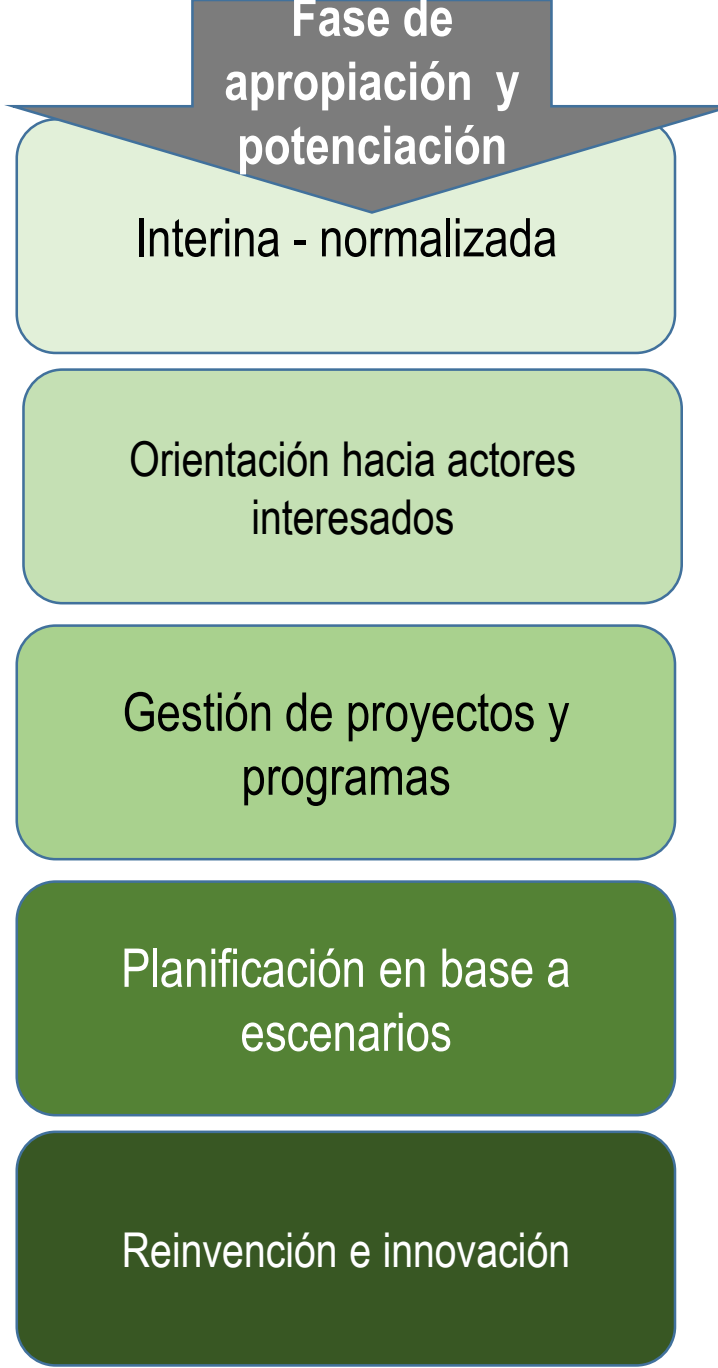 Fase de
apropiación y
potenciación
Interina - normalizada
Orientación hacia actores
interesados
Gestión de proyectos y
programas
Planificación en base a
escenarios
Reinvención e innovación